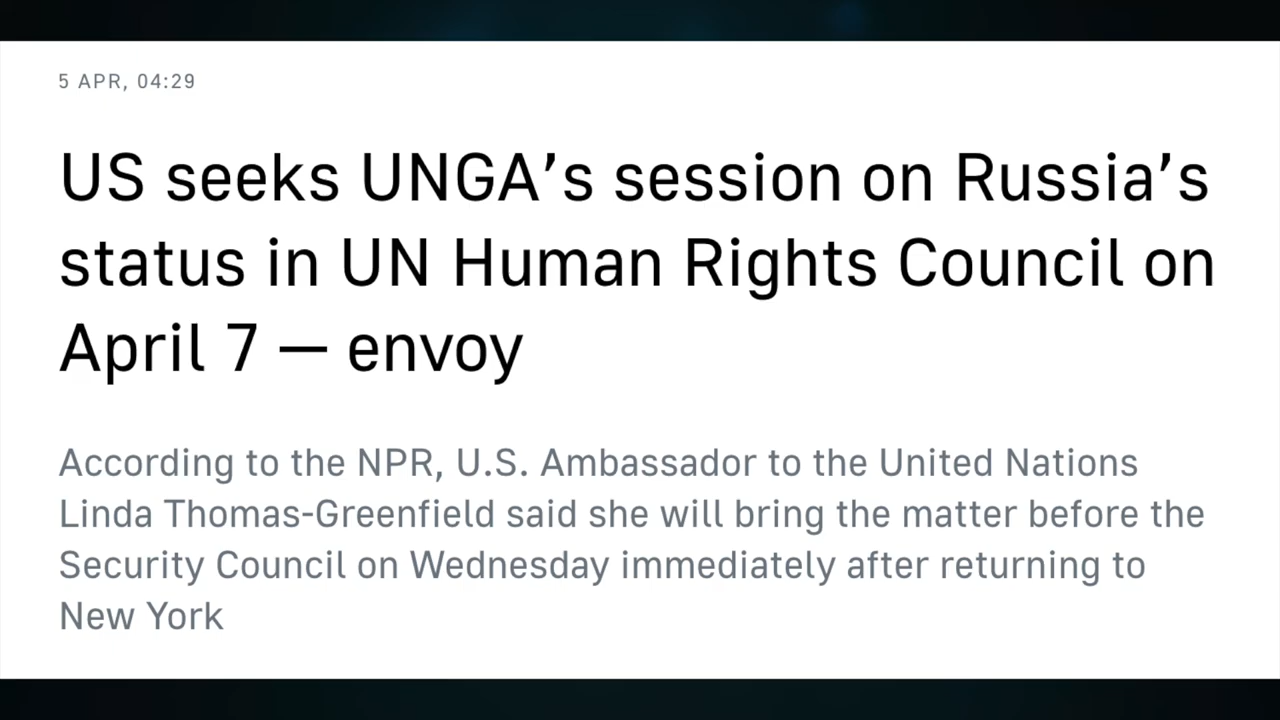 5 APR, 04:29
US seeks UNGA’s session on Russia’s
status in UN Human Rights Council on
April 7 — envoy
According to the NPR, U.S. Ambassador to the United Nations
Linda Thomas-Greenfield said she will bring the matter before the
Security Council on Wednesday immediately after returning to
New York